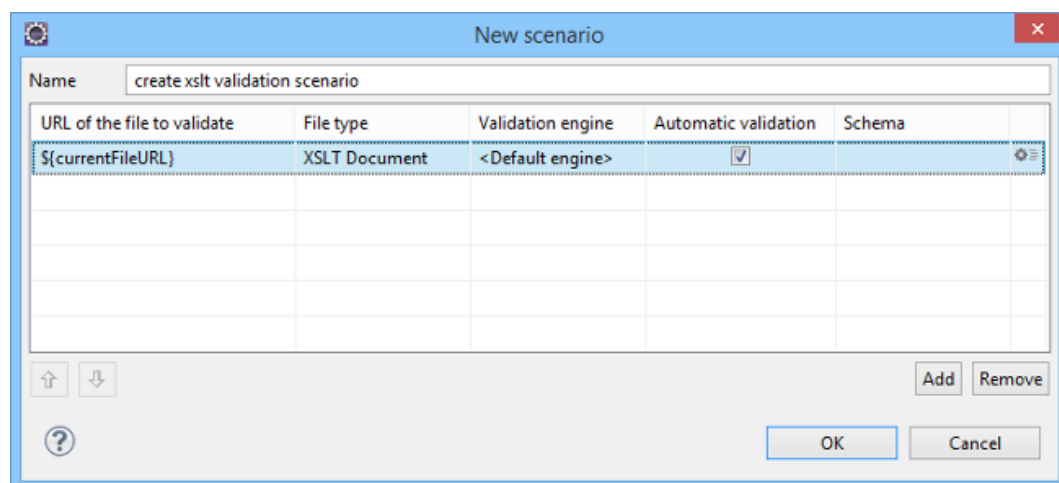 New scenario
Name create xslt validation scenario
URL of the file to validate File type Validation engine Automatic validation Schema
${currentFileURL} XSLT Document <Default engine>
Add Remove
OK Cancel